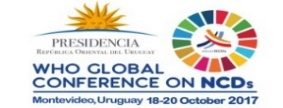 PRESIDENCIA
REPÚBLICA ORIENTAL DEL URUGUAY
WHO GLOBAL
CONFERENCE ON NCDs
Montevideo, Uruguay 18-20 October 2017